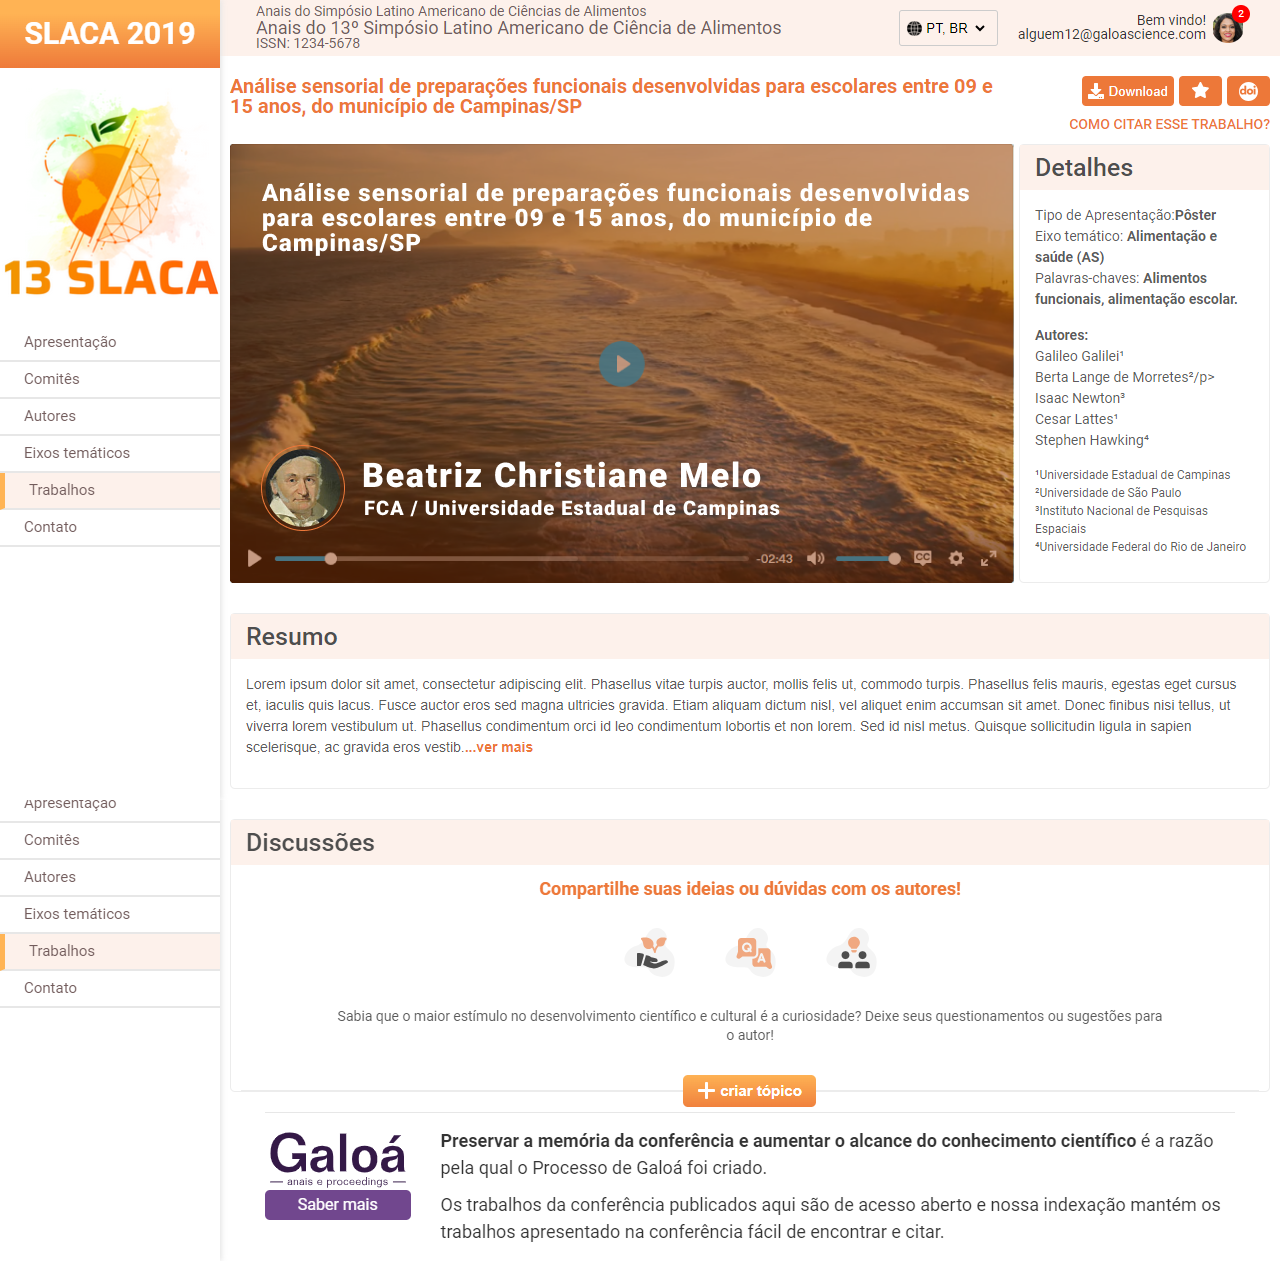 SLACA 2019
Anais do Simpósio Latino Americano de Ciências de Alimentos
Anais do 13º Simpósio Latino Americano de Ciência de Alimentos
ISSN: 1234-5678
PT, BR
Bem vindo!
alguem12@galoascience.com
2
13 SLACA
Apresentação
Comitês
Autores
Eixos temáticos
Trabalhos
Contato
Análise sensorial de preparações funcionais desenvolvidas para escolares entre 09 e
15 anos, do município de Campinas/SP
Download
doi
COMO CITAR ESSE TRABALHO?
Análise sensorial de preparações funcionais desenvolvidas
para escolares entre 09 e 15 anos, do município de
Campinas/SP
Beatriz Christiane Melo
FCA / Universidade Estadual de Campinas
-02:43
CC
Detalhes
Tipo de Apresentação:Pôster
Eixo temático: Alimentação e
saúde (AS)
Palavras-chaves: Alimentos
funcionais, alimentação escolar.
Autores:
Galileo Galilei¹
Berta Lange de Morretes²/p>
Isaac Newton³
Cesar Lattes¹
Stephen Hawking⁴
¹Universidade Estadual de Campinas
²Universidade de São Paulo
³Instituto Nacional de Pesquisas
Espaciais
⁴Universidade Federal do Rio de Janeiro
Resumo
Lorem ipsum dolor sit amet, consectetur adipiscing elit. Phasellus vitae turpis auctor, mollis felis ut, commodo turpis. Phasellus felis mauris, egestas eget cursus
et, iaculis quis lacus. Fusce auctor eros sed magna ultricies gravida. Etiam aliquam dictum nisl, vel aliquet enim accumsan sit amet. Donec finibus nisi tellus, ut
viverra lorem vestibulum ut. Phasellus condimentum orci id leo condimentum lobortis et non lorem. Sed id nisl metus. Quisque sollicitudin ligula in sapien
scelerisque, ac gravida eros vestib....ver mais
Apresentação
Comitês
Autores
Eixos temáticos
Trabalhos
Contato
Discussões
Compartilhe suas ideias ou dúvidas com os autores!
Q
A
Sabia que o maior estímulo no desenvolvimento científico e cultural é a curiosidade? Deixe seus questionamentos ou sugestões para
o autor!
criar tópico
Galoá
anais e proceedings
Saber mais
Preservar a memória da conferência e aumentar o alcance do conhecimento científico é a razão
pela qual o Processo de Galoá foi criado.
Os trabalhos da conferência publicados aqui são de acesso aberto e nossa indexação mantém os
trabalhos apresentado na conferência fácil de encontrar e citar.